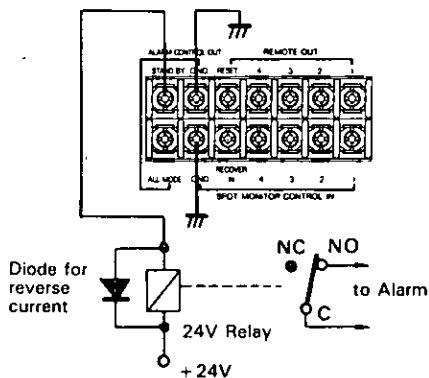 ALARM CONTROL OUT
REMOTE OUT
STAND BY GND RESET 4 3 2 1
RECOVER
ALL MODE GND IN 4 3 2 1
SPOT MONITOR CONTROL IN
NC NO
Diode for
reverse
current
to Alarm
C
24V Relay
+24V